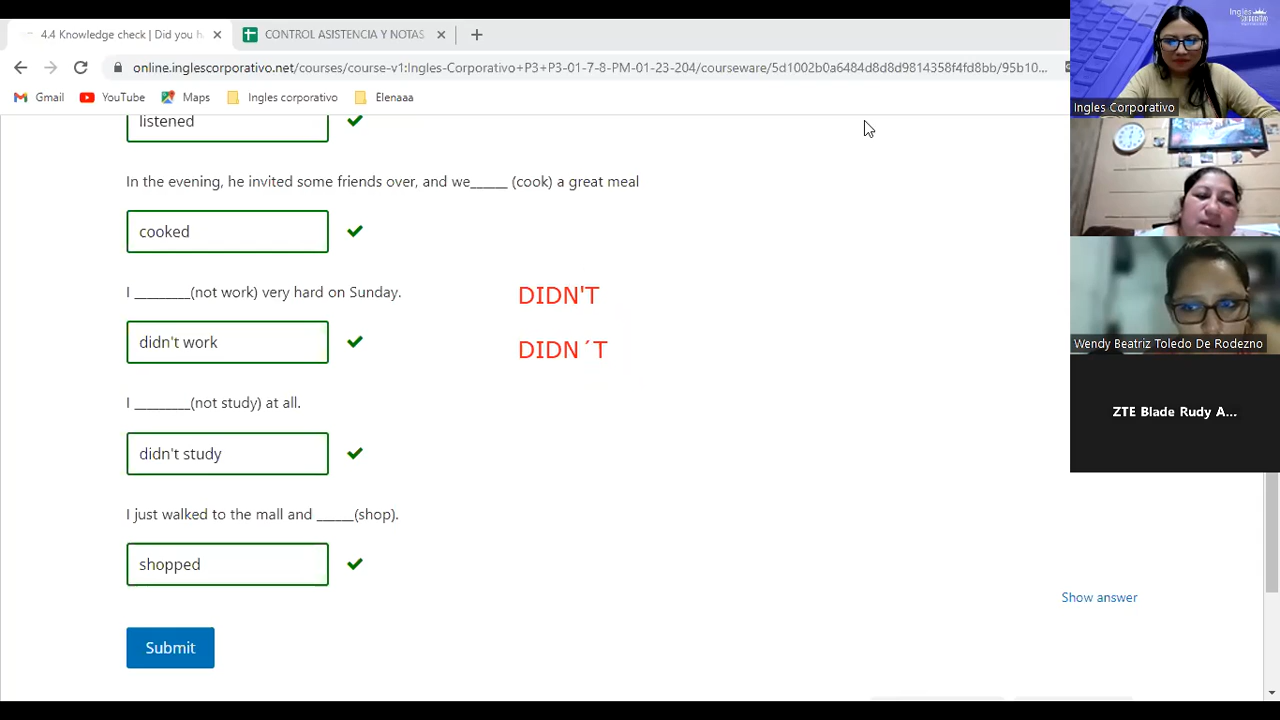 4.4 Knowledge check | Did you h
CONTROL ASISTENCIA Y NOTAS
online.inglescorporativo.net/courses/course-v1:Ingles-Corporativo+P3+P3-01-7-8-PM-01-23-204/courseware/5d1002b0a6484d8d8d9814358f4fd8bb/95b10...
Gmail
YouTube
Maps
Ingles corporativo
Elenaaa
listened
In the evening, he invited some friends over, and we______ (cook) a great meal
cooked
I _________(not work) very hard on Sunday.
didn't work
DIDN'T
DIDN´T
I _________(not study) at all.
didn't study
I just walked to the mall and ______(shop).
shopped
Show answer
Submit
Ingles Corporativo
Wendy Beatriz Toledo De Rodezno
ZTE Blade Rudy A...